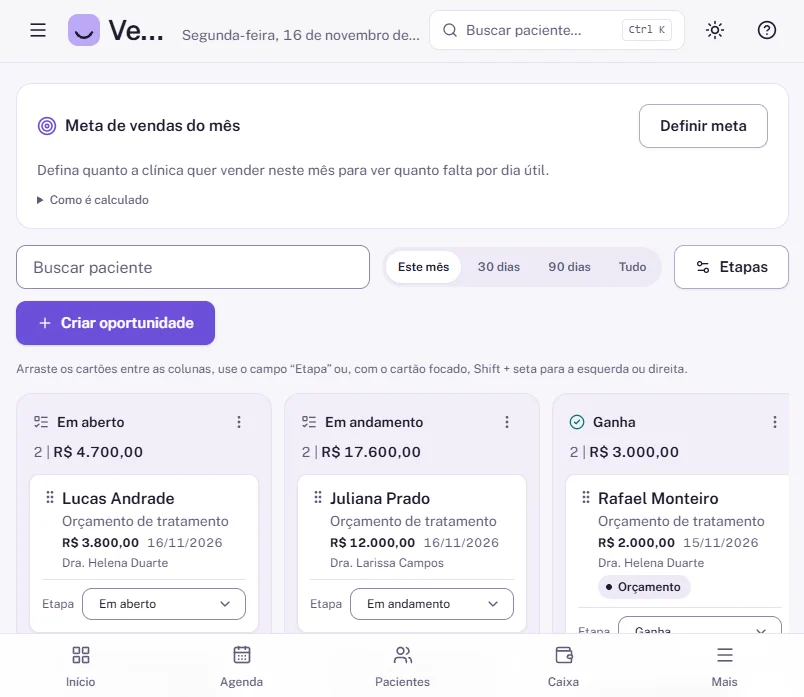 Ve...
Segunda-feira, 16 de novembro de...
Buscar paciente...
Ctrl K
Meta de vendas do mês
Definir meta
Defina quanto a clínica quer vender neste mês para ver quanto falta por dia útil.
Como é calculado
Buscar paciente
Este mês
30 dias
90 dias
Tudo
Etapas
+ Criar oportunidade
Arraste os cartões entre as colunas, use o campo “Etapa” ou, com o cartão focado, Shift + seta para a esquerda ou direita.
Em aberto
2 | R$ 4.700,00
Lucas Andrade
Orçamento de tratamento
R$ 3.800,00 16/11/2026
Dra. Helena Duarte
Etapa
Em aberto
Em andamento
2 | R$ 17.600,00
Juliana Prado
Orçamento de tratamento
R$ 12.000,00 16/11/2026
Dra. Larissa Campos
Etapa
Em andamento
Ganha
2 | R$ 3.000,00
Rafael Monteiro
Orçamento de tratamento
R$ 2.000,00 15/11/2026
Dra. Helena Duarte
Orçamento
Etapa
Ganha
Início
Agenda
Pacientes
Caixa
Mais